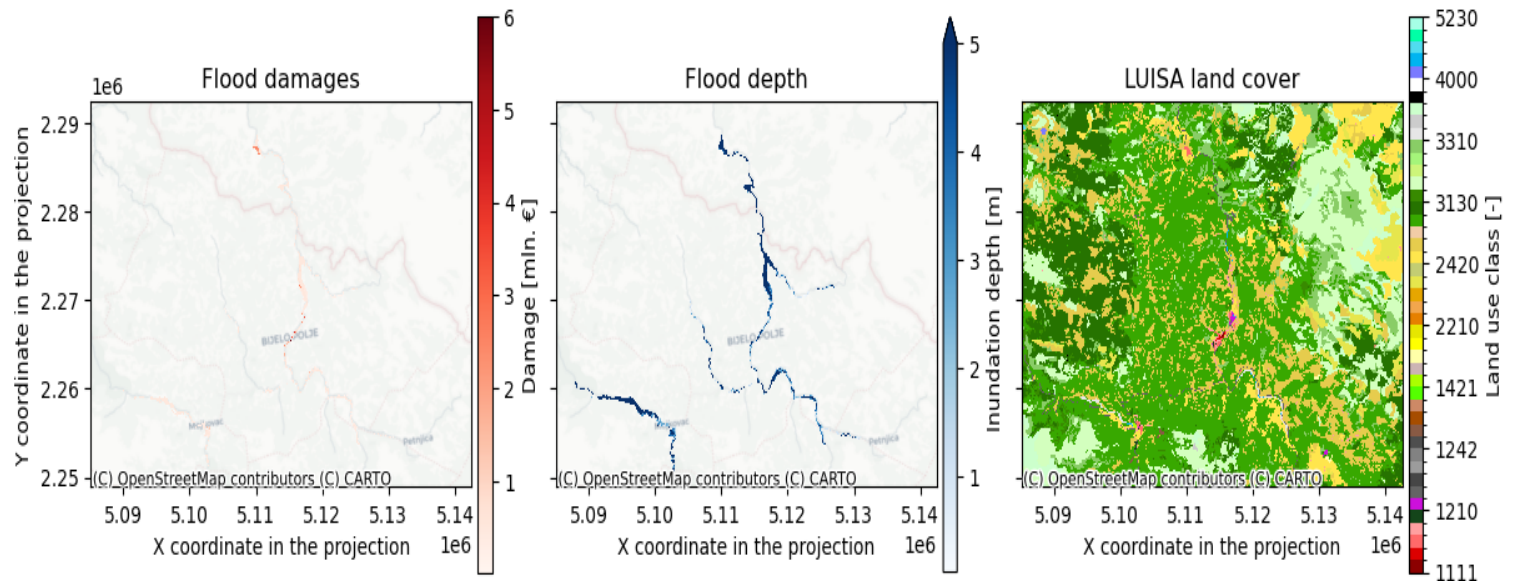 Flood damages
1e6
2.29
2.28
2.27
2.26
2.25
Y coordinate in the projection
BIJELO POLJE
Petnjica
(C) OpenStreetMap contributors (C) CARTO
5.09 5.10 5.11 5.12 5.13 5.14
X coordinate in the projection 1e6
6
5
4
3
2
1
Damage [mln. €]
Flood depth
BIJELO POLJE
Petnjica
(C) OpenStreetMap contributors (C) CARTO
5.09 5.10 5.11 5.12 5.13 5.14
X coordinate in the projection 1e6
5
4
3
2
1
Inundation depth [m]
LUISA land cover
(C) OpenStreetMap contributors (C) CARTO
5.09 5.10 5.11 5.12 5.13 5.14
X coordinate in the projection 1e6
5230
4000
3310
3130
2420
2210
1421
1242
1210
1111
Land use class [-]